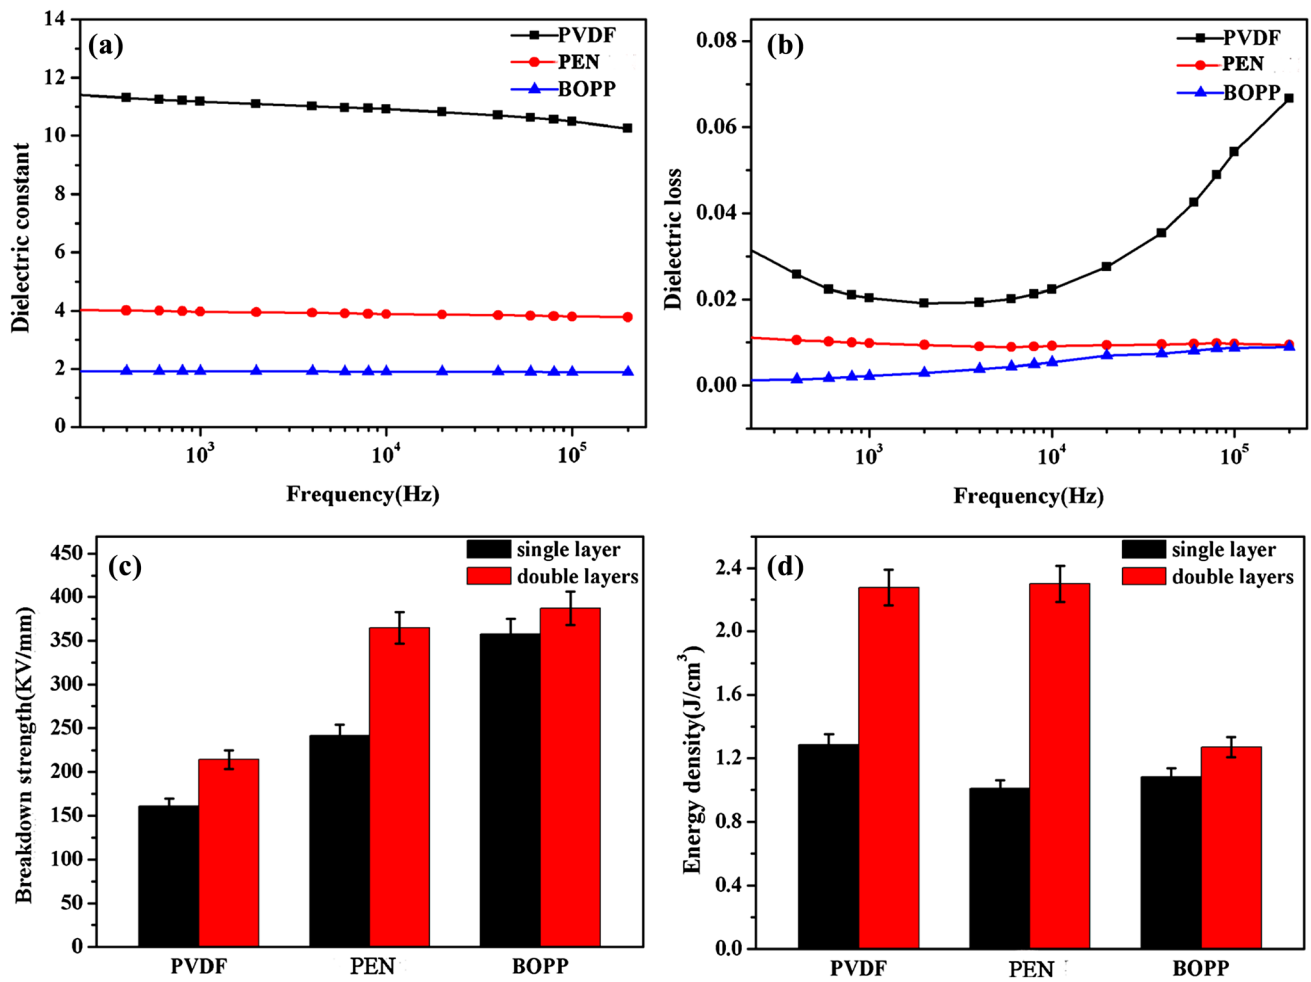 (a)
PVDF
PEN
BOPP
14
12
10
8
6
4
2
0
Dielectric constant
10³
10⁴
10⁵
Frequency(Hz)
(b)
PVDF
PEN
BOPP
0.08
0.06
0.04
0.02
0.00
Dielectric loss
10³
10⁴
10⁵
Frequency(Hz)
(c)
single layer
double layers
450
400
350
300
250
200
150
100
50
0
Breakdown strength(KV/mm)
PVDF
PEN
BOPP
(d)
single layer
double layers
2.4
2.0
1.6
1.2
0.8
0.4
0.0
Energy density(J/cm³)
PVDF
PEN
BOPP